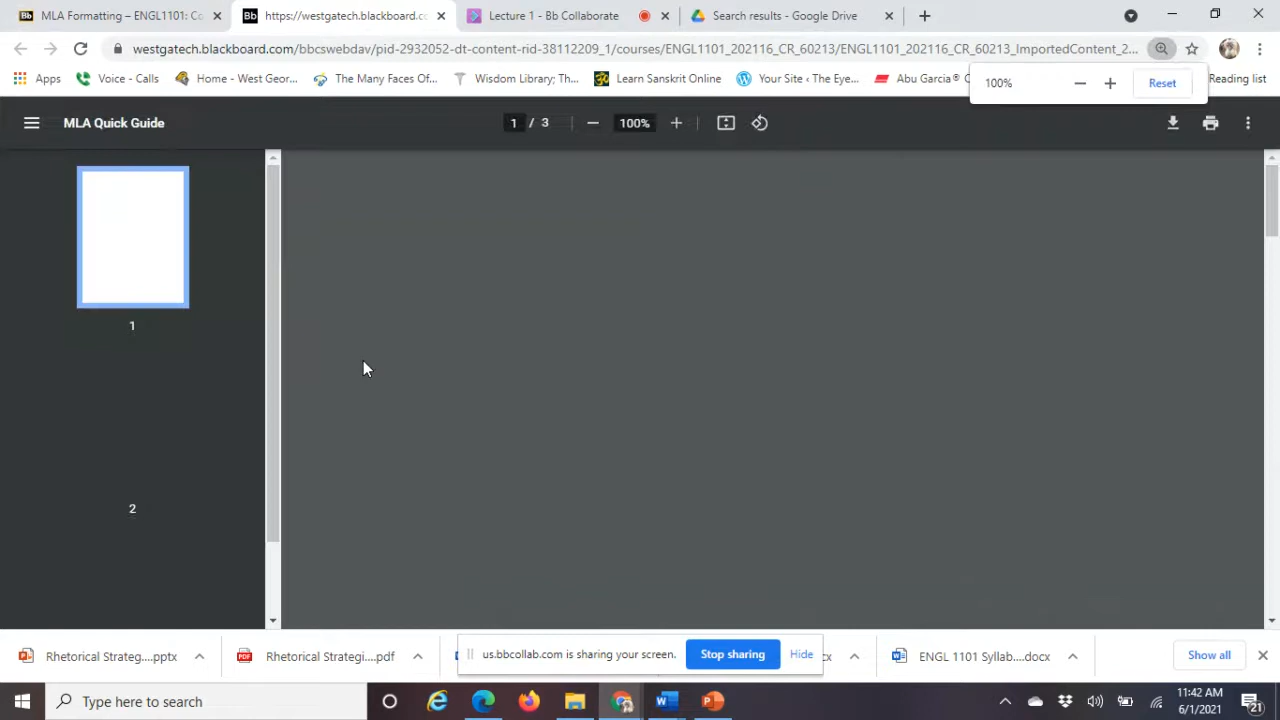 MLA Formatting – ENGL1101: Co
https://westgatech.blackboard.co
Lecture 1 - Bb Collaborate
Search results - Google Drive
westgatech.blackboard.com/bbcswebdav/pid-2932052-dt-content-rid-38112209_1/courses/ENGL1101_202116_CR_60213/ENGL1101_202116_CR_60213_ImportedContent_2...
Apps
Voice - Calls
Home - West Geor...
The Many Faces Of...
Wisdom Library; Th...
Learn Sanskrit Onlin
Your Site ‹ The Eye...
Abu Garcia® C
Reading list
100%
Reset
MLA Quick Guide
1 / 3
100%
1
2
Rhetorical Strateg....pptx
Rhetorical Strategi....pdf
us.bbcollab.com is sharing your screen.
Stop sharing
Hide
cx
ENGL 1101 Syllab....docx
Show all
Type here to search
11:42 AM
6/1/2021
21